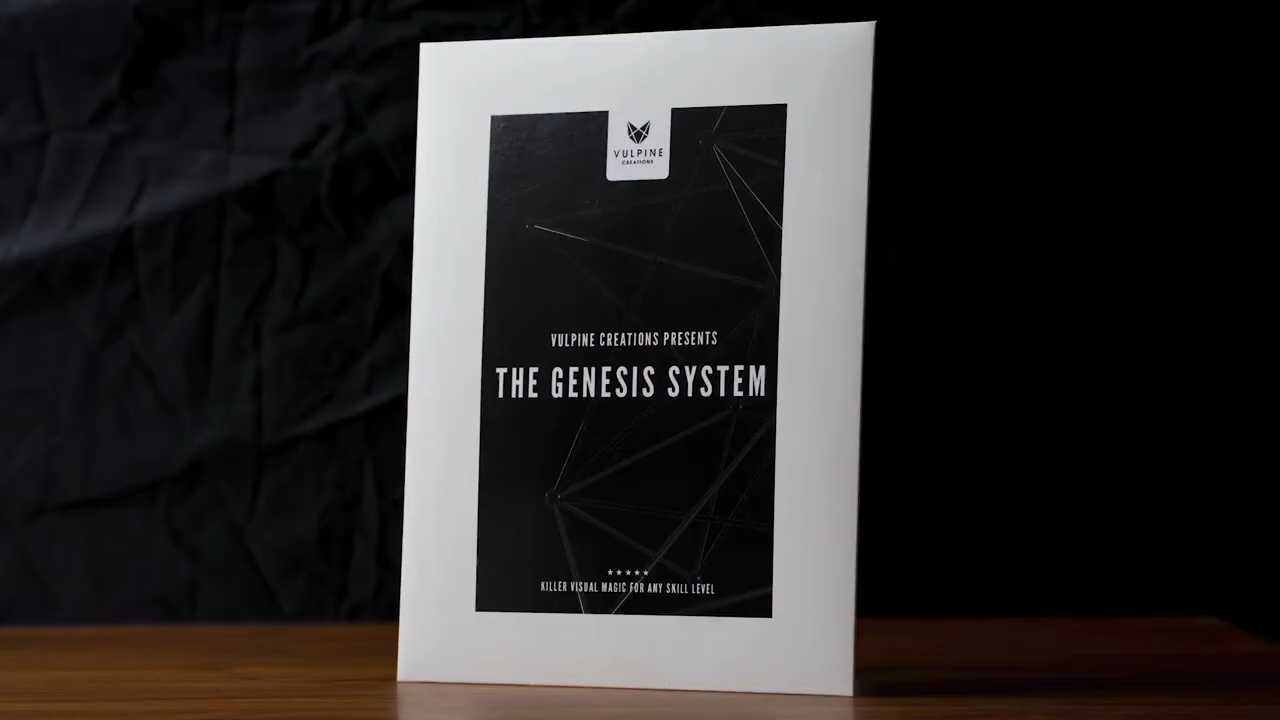 VULPINE
CREATIONS
VULPINE CREATIONS PRESENTS
THE GENESIS SYSTEM
★★★★★
KILLER VISUAL MAGIC FOR ANY SKILL LEVEL